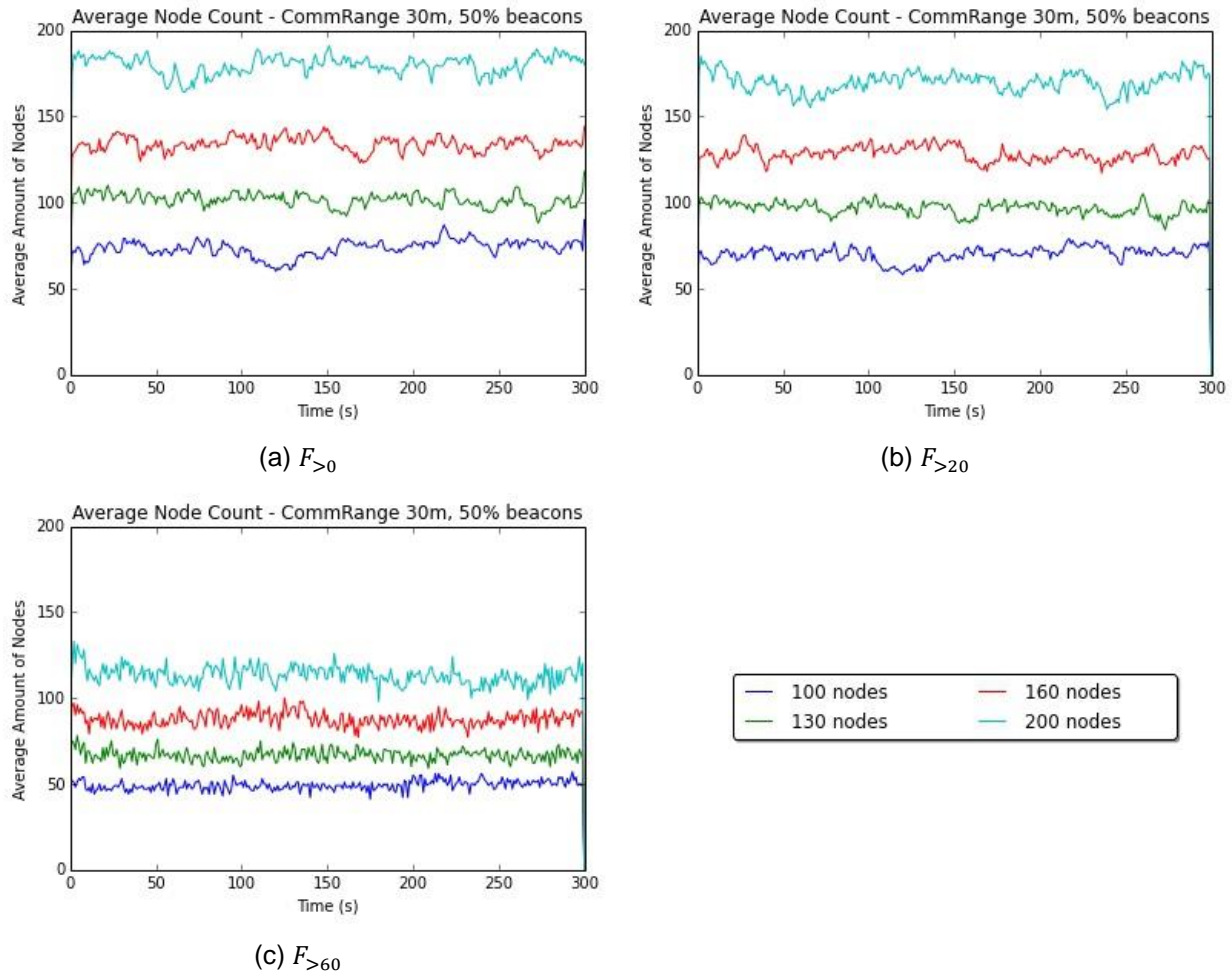 Average Node Count - CommRange 30m, 50% beacons
200
150
100
50
0
Average Amount of Nodes
0 50 100 150 200 250 300
Time (s)
(a) F>0
Average Node Count - CommRange 30m, 50% beacons
200
150
100
50
0
Average Amount of Nodes
0 50 100 150 200 250 300
Time (s)
(b) F>20
Average Node Count - CommRange 30m, 50% beacons
200
150
100
50
0
Average Amount of Nodes
0 50 100 150 200 250 300
Time (s)
(c) F>60
100 nodes 160 nodes
130 nodes 200 nodes